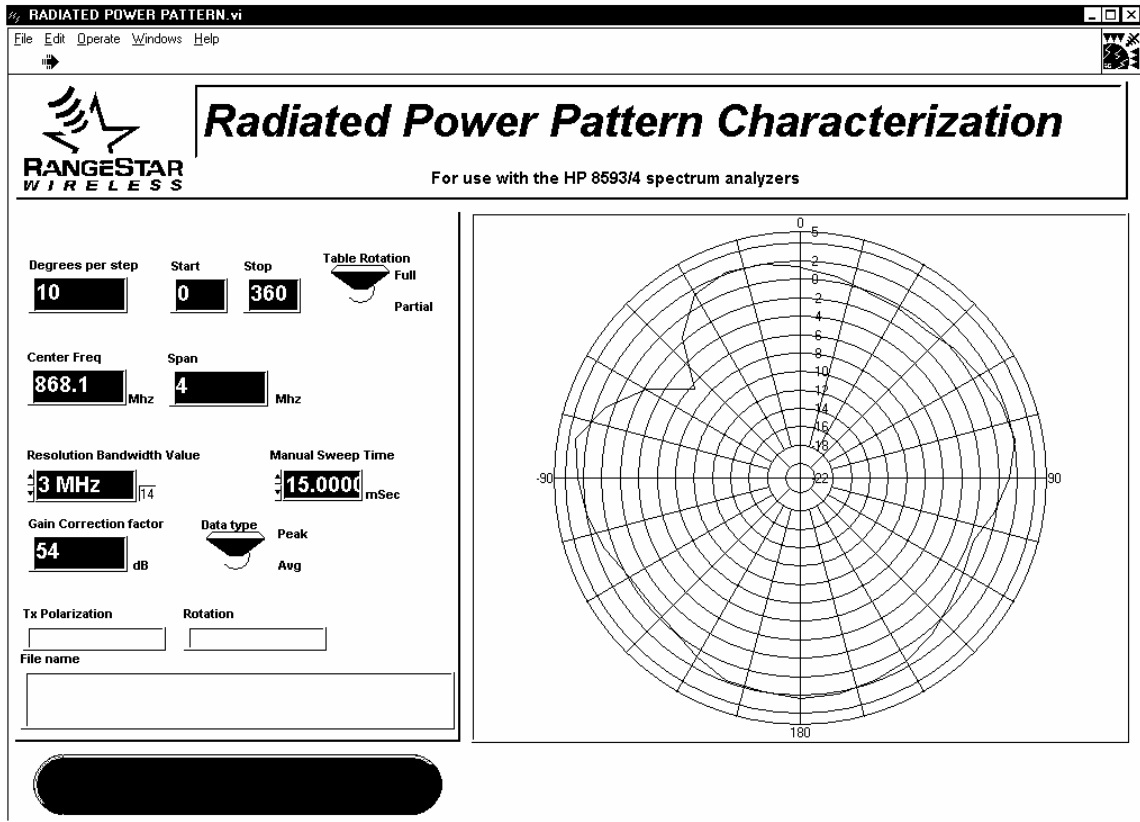 RADIATED POWER PATTERN.vi
File Edit Operate Windows Help
RANGESTAR
WIRELESS
Radiated Power Pattern Characterization
For use with the HP 8593/4 spectrum analyzers
Degrees per step Start Stop Table Rotation
10 0 360 Full
Partial
Center Freq Span
868.1 Mhz 4 Mhz
Resolution Bandwidth Value Manual Sweep Time
3 MHz 14 15.0000 mSec
Gain Correction factor Data type
54 dB Peak
Avg
Tx Polarization Rotation
File name
0
5
2
0
-2
-4
-6
-8
-10
-12
-14
-16
-18
-90 -22 90
180